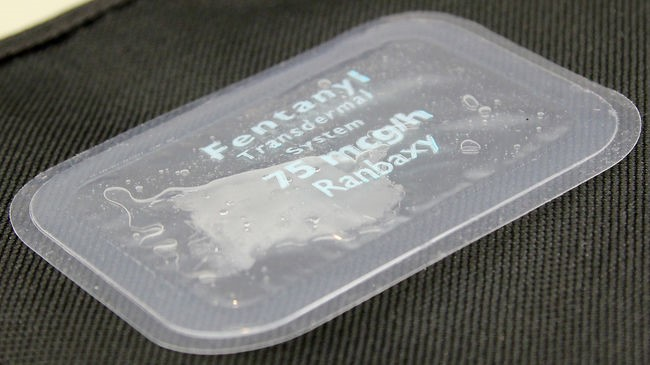 Fentanyl
Transdermal
System
75 mcg/h
Ranbaxy